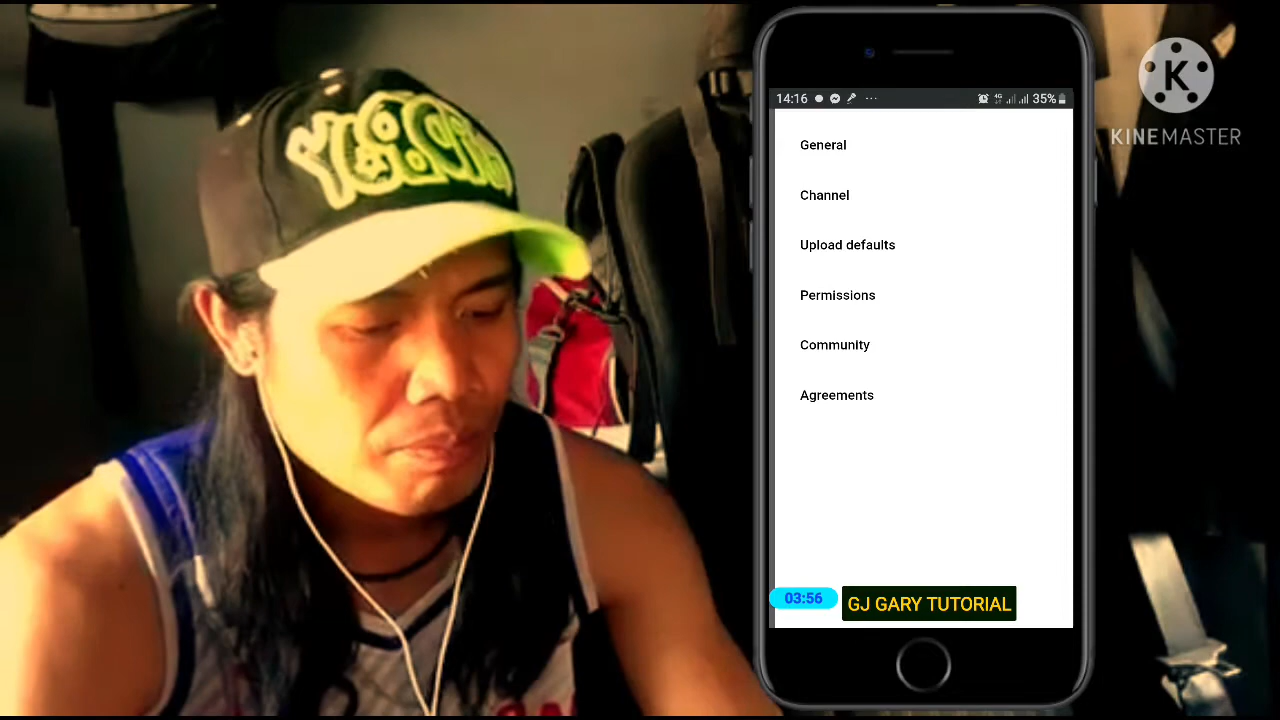 14:16
35%
General
Channel
Upload defaults
Permissions
Community
Agreements
03:56
GJ GARY TUTORIAL
K
KINEMASTER